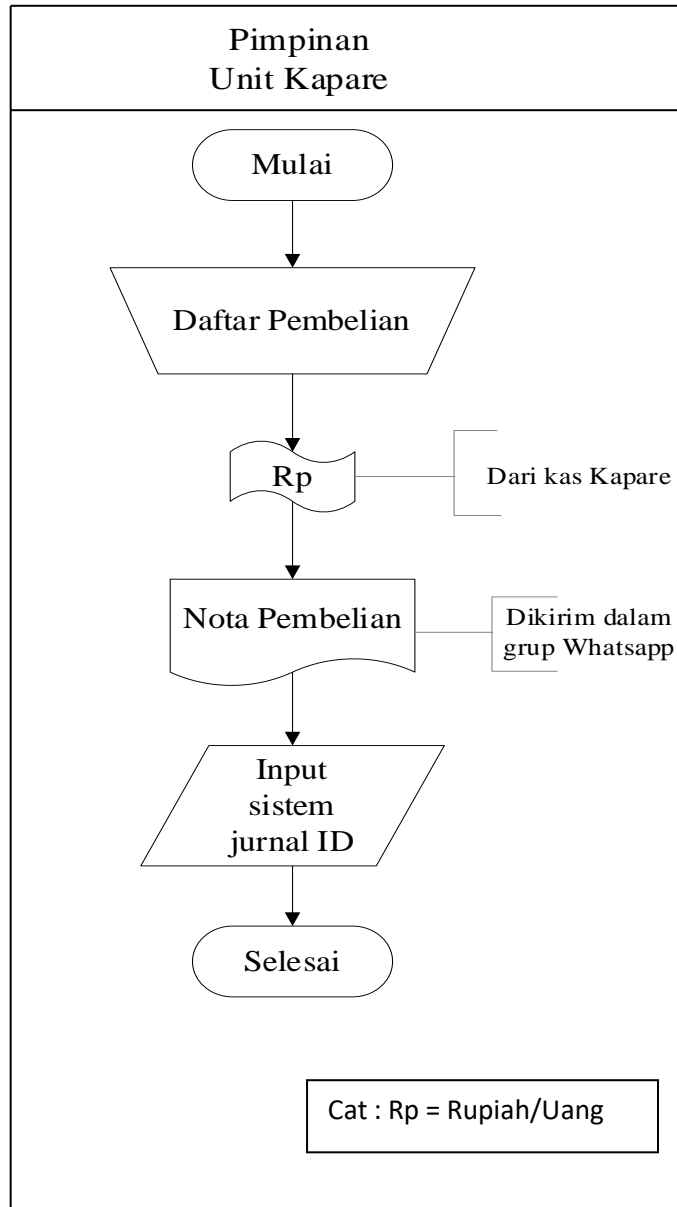 Pimpinan
Unit Kapare
Mulai
Daftar Pembelian
Rp
Dari kas Kapare
Nota Pembelian
Dikirim dalam
grup Whatsapp
Input
sistem
jurnal ID
Selesai
Cat : Rp = Rupiah/Uang